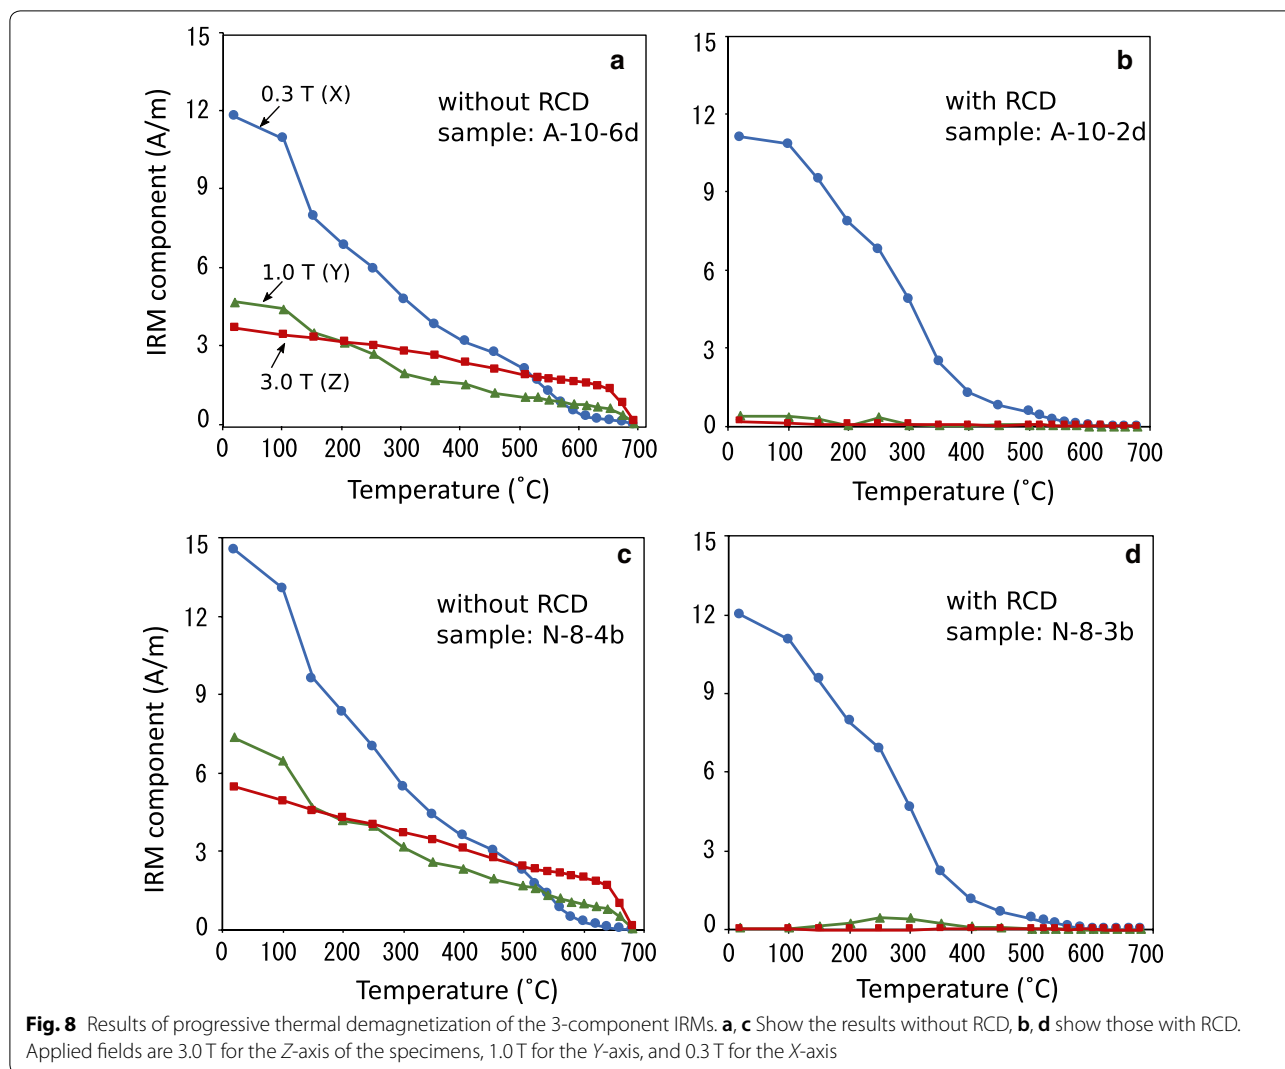 a
without RCD
sample: A-10-6d
0.3 T (X)
1.0 T (Y)
3.0 T (Z)
IRM component (A/m)
15
12
9
6
3
0
0 100 200 300 400 500 600 700
Temperature (˚C)
b
with RCD
sample: A-10-2d
15
12
9
6
3
0
0 100 200 300 400 500 600 700
Temperature (˚C)
c
without RCD
sample: N-8-4b
IRM component (A/m)
15
12
9
6
3
0
0 100 200 300 400 500 600 700
Temperature (˚C)
d
with RCD
sample: N-8-3b
15
12
9
6
3
0
0 100 200 300 400 500 600 700
Temperature (˚C)
Fig. 8 Results of progressive thermal demagnetization of the 3-component IRMs. a, c Show the results without RCD, b, d show those with RCD.
Applied fields are 3.0 T for the Z-axis of the specimens, 1.0 T for the Y-axis, and 0.3 T for the X-axis